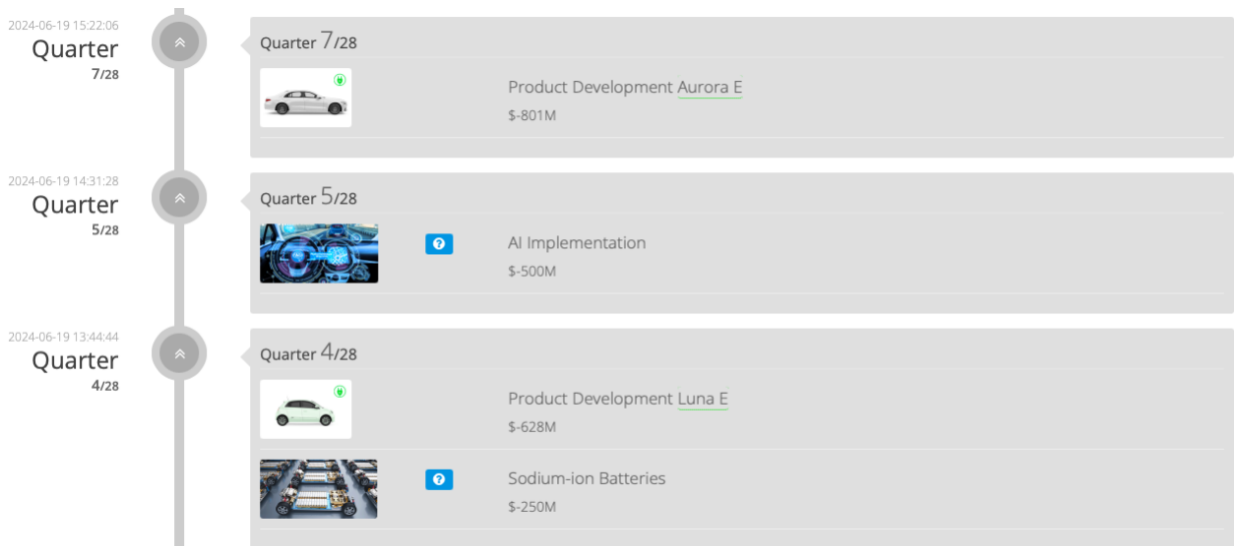 2024-06-19 15:22:06
Quarter
7/28
Quarter 7/28
Product Development Aurora E
$-801M
2024-06-19 14:31:28
Quarter
5/28
Quarter 5/28
AI Implementation
$-500M
2024-06-19 13:44:44
Quarter
4/28
Quarter 4/28
Product Development Luna E
$-628M
Sodium-ion Batteries
$-250M